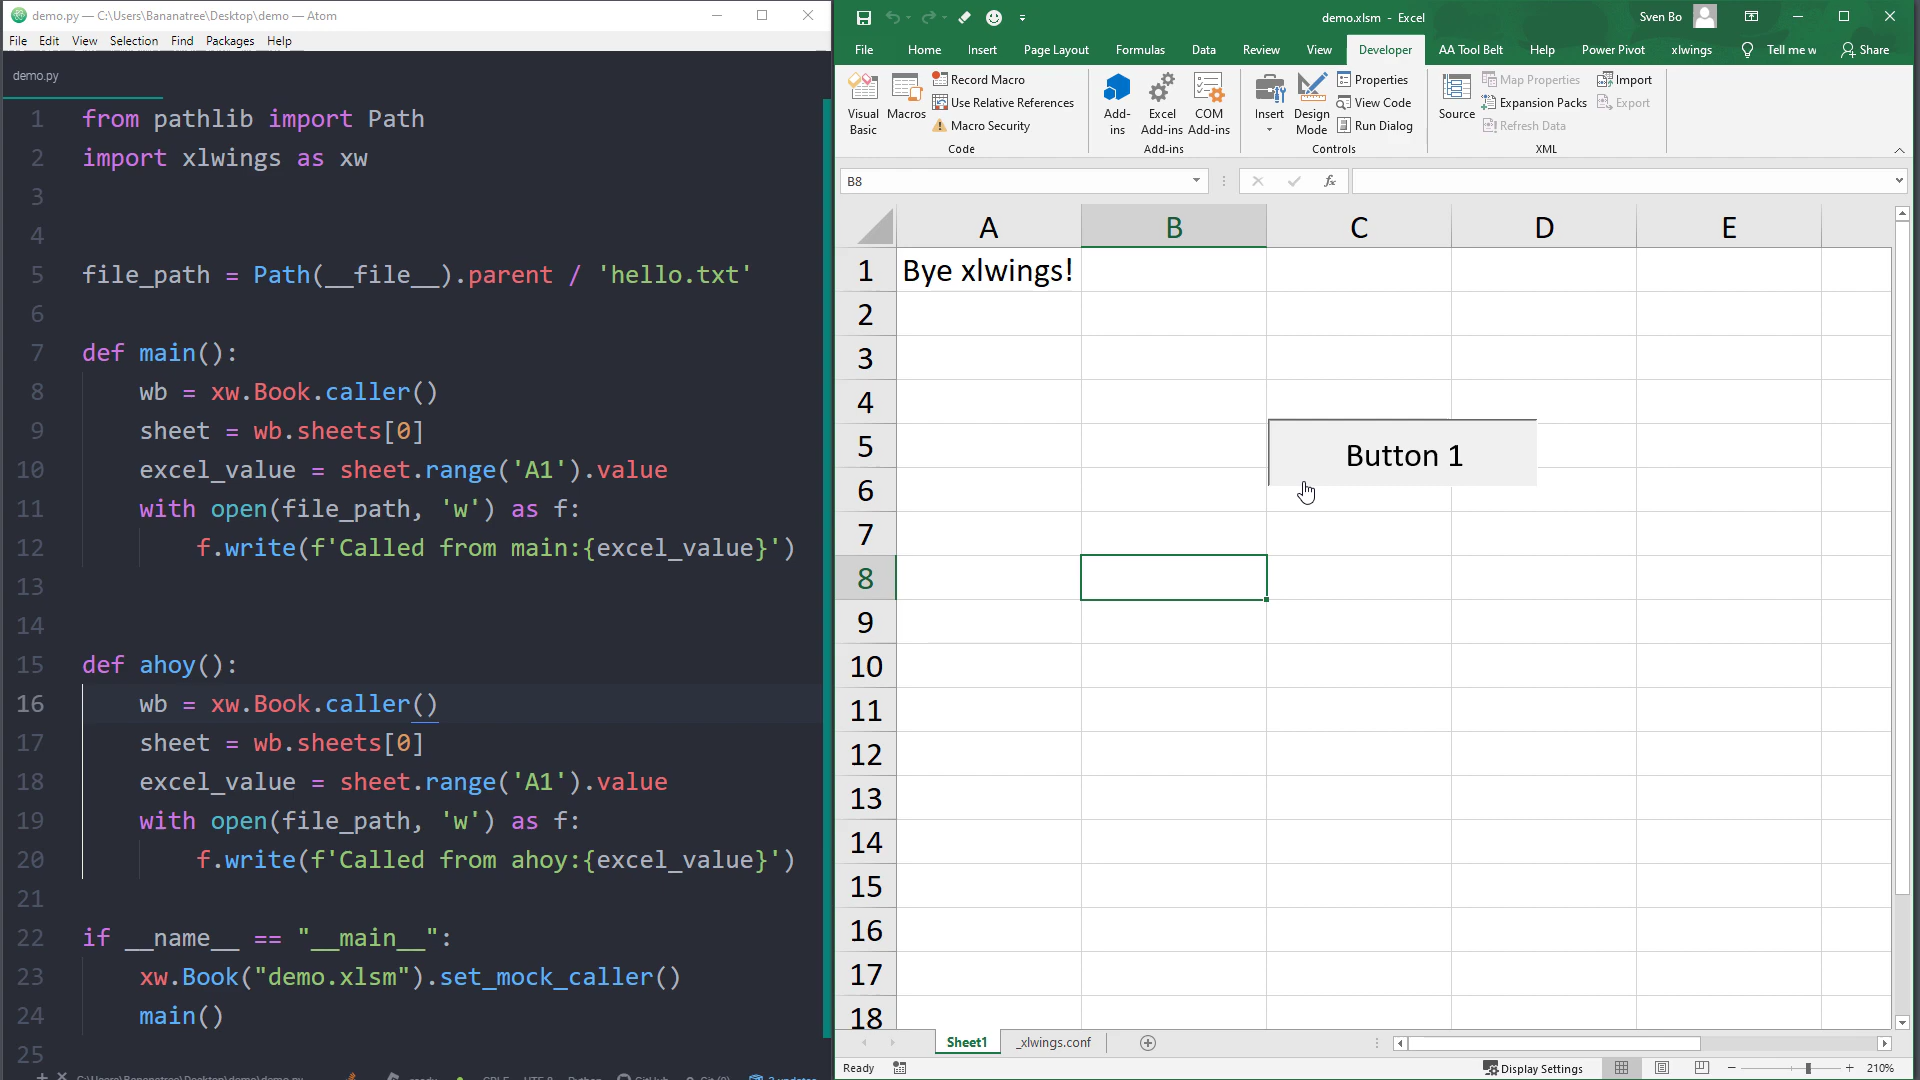 demo.py — C:\Users\Bananatree\Desktop\demo — Atom
File Edit View Selection Find Packages Help
demo.py
1 from pathlib import Path
2 import xlwings as xw
3
4
5 file_path = Path(__file__).parent / 'hello.txt'
6
7 def main():
8 wb = xw.Book.caller()
9 sheet = wb.sheets[0]
10 excel_value = sheet.range('A1').value
11 with open(file_path, 'w') as f:
12 f.write(f'Called from main:{excel_value}')
13
14
15 def ahoy():
16 wb = xw.Book.caller()
17 sheet = wb.sheets[0]
18 excel_value = sheet.range('A1').value
19 with open(file_path, 'w') as f:
20 f.write(f'Called from ahoy:{excel_value}')
21
22 if __name__ == "__main__":
23 xw.Book("demo.xlsm").set_mock_caller()
24 main()
25
demo.xlsm - Excel
Sven Bo
File Home Insert Page Layout Formulas Data Review View Developer AA Tool Belt Help Power Pivot xlwings Tell me w Share
Visual Basic
Macros
Record Macro
Use Relative References
Macro Security
Code
Add-ins
Excel Add-ins
COM Add-ins
Add-ins
Insert
Design Mode
Properties
View Code
Run Dialog
Controls
Source
Map Properties
Expansion Packs
Refresh Data
Import
Export
XML
B8
fx
A B C D E
1 Bye xlwings!
2
3
4
5 Button 1
6
7
8
9
10
11
12
13
14
15
16
17
18
Sheet1 _xlwings.conf
Ready
Display Settings
210%